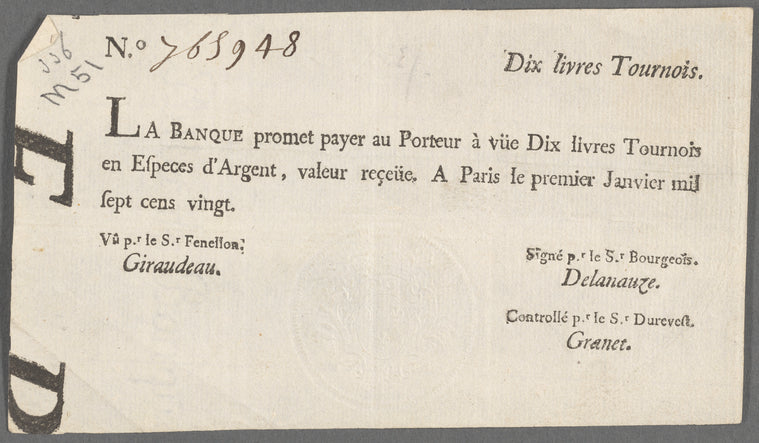 336
M51
N.º 765948
Dix livres Tournois.
LA BANQUE promet payer au Porteur à vüe Dix livres Tournois
en Eſpeces d'Argent, valeur reçeüe. A Paris le premier Janvier mil
ſept cens vingt.
Vû p.r le S.r Fenellon.
Giraudeau.
Signé p.r le S.r Bourgeois.
Delanauze.
Controllé p.r le S.r Dureveſt.
Granet.
E
D